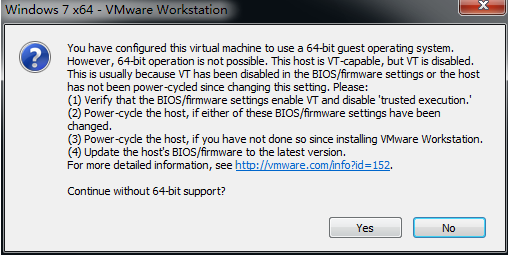 Windows 7 x64 - VMware Workstation
You have configured this virtual machine to use a 64-bit guest operating system.
However, 64-bit operation is not possible. This host is VT-capable, but VT is disabled.
This is usually because VT has been disabled in the BIOS/firmware settings or the host
has not been power-cycled since changing this setting. Please:
(1) Verify that the BIOS/firmware settings enable VT and disable 'trusted execution.'
(2) Power-cycle the host, if either of these BIOS/firmware settings have been
changed.
(3) Power-cycle the host, if you have not done so since installing VMware Workstation.
(4) Update the host's BIOS/firmware to the latest version.
For more detailed information, see http://vmware.com/info?id=152.
Continue without 64-bit support?
Yes No